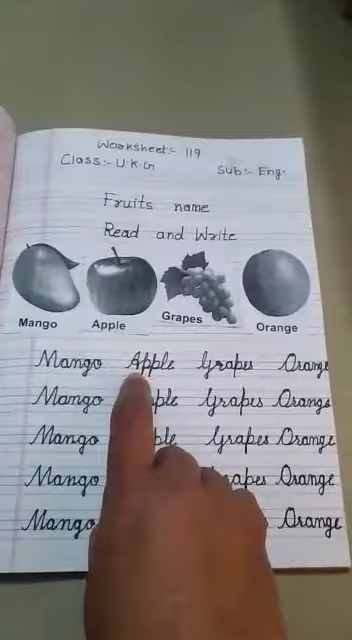 Worksheet:- 119
Class:- U.K.G Sub:- Eng.
Fruits name
Read and Write
Mango Apple Grapes Orange
Mango Apple Grapes Orange
Mango Grapes Orange
Mango Grapes Orange
Mango Orange
Mango Orange